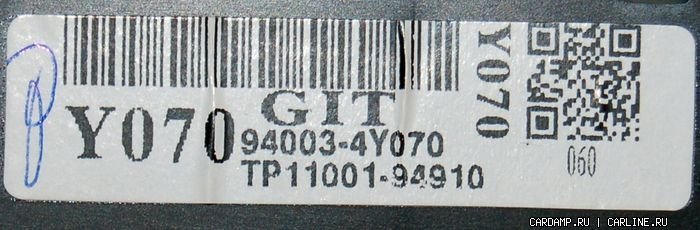 GIT
Y070
94003-4Y070
TP11001-94910
Y070
060
CARDAMP.RU | CARLINE.RU